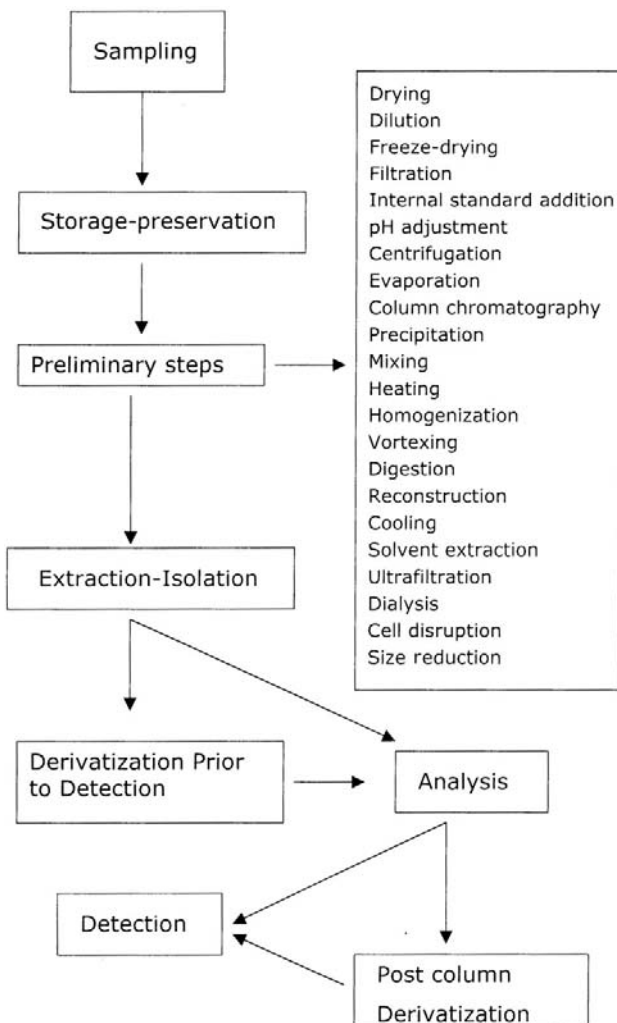 Sampling
Storage-preservation
Preliminary steps
Drying
Dilution
Freeze-drying
Filtration
Internal standard addition
pH adjustment
Centrifugation
Evaporation
Column chromatography
Precipitation
Mixing
Heating
Homogenization
Vortexing
Digestion
Reconstruction
Cooling
Solvent extraction
Ultrafiltration
Dialysis
Cell disruption
Size reduction
Extraction-Isolation
Derivatization Prior
to Detection
Analysis
Detection
Post column
Derivatization